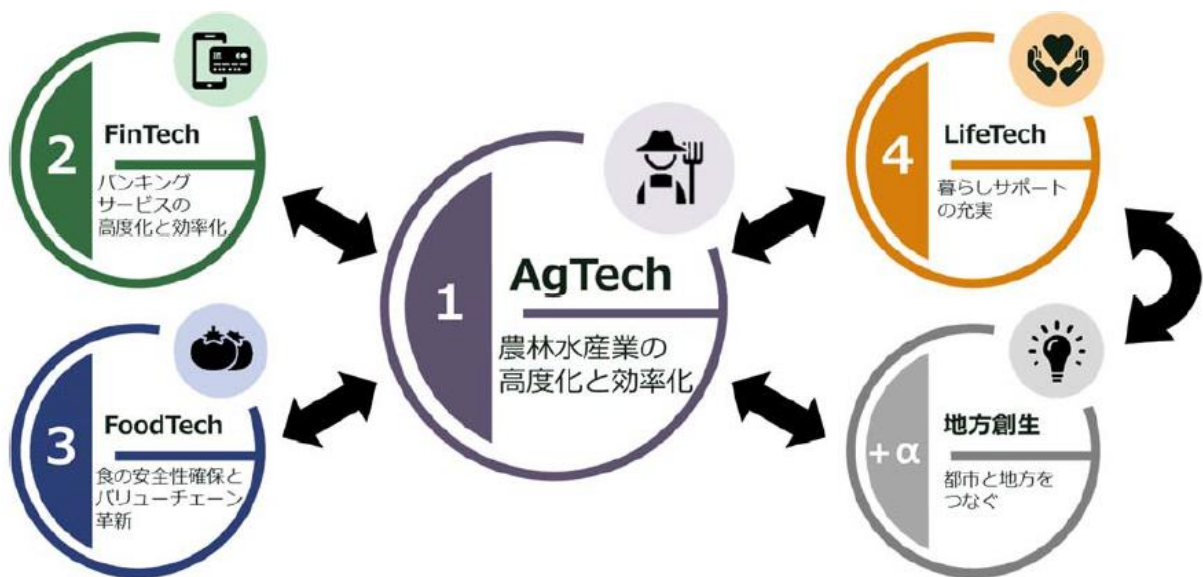 1
AgTech
農林水産業の
高度化と効率化
2
FinTech
バンキング
サービスの
高度化と効率化
3
FoodTech
食の安全性確保と
バリューチェーン
革新
4
LifeTech
暮らしサポート
の充実
+α
地方創生
都市と地方を
つなぐ